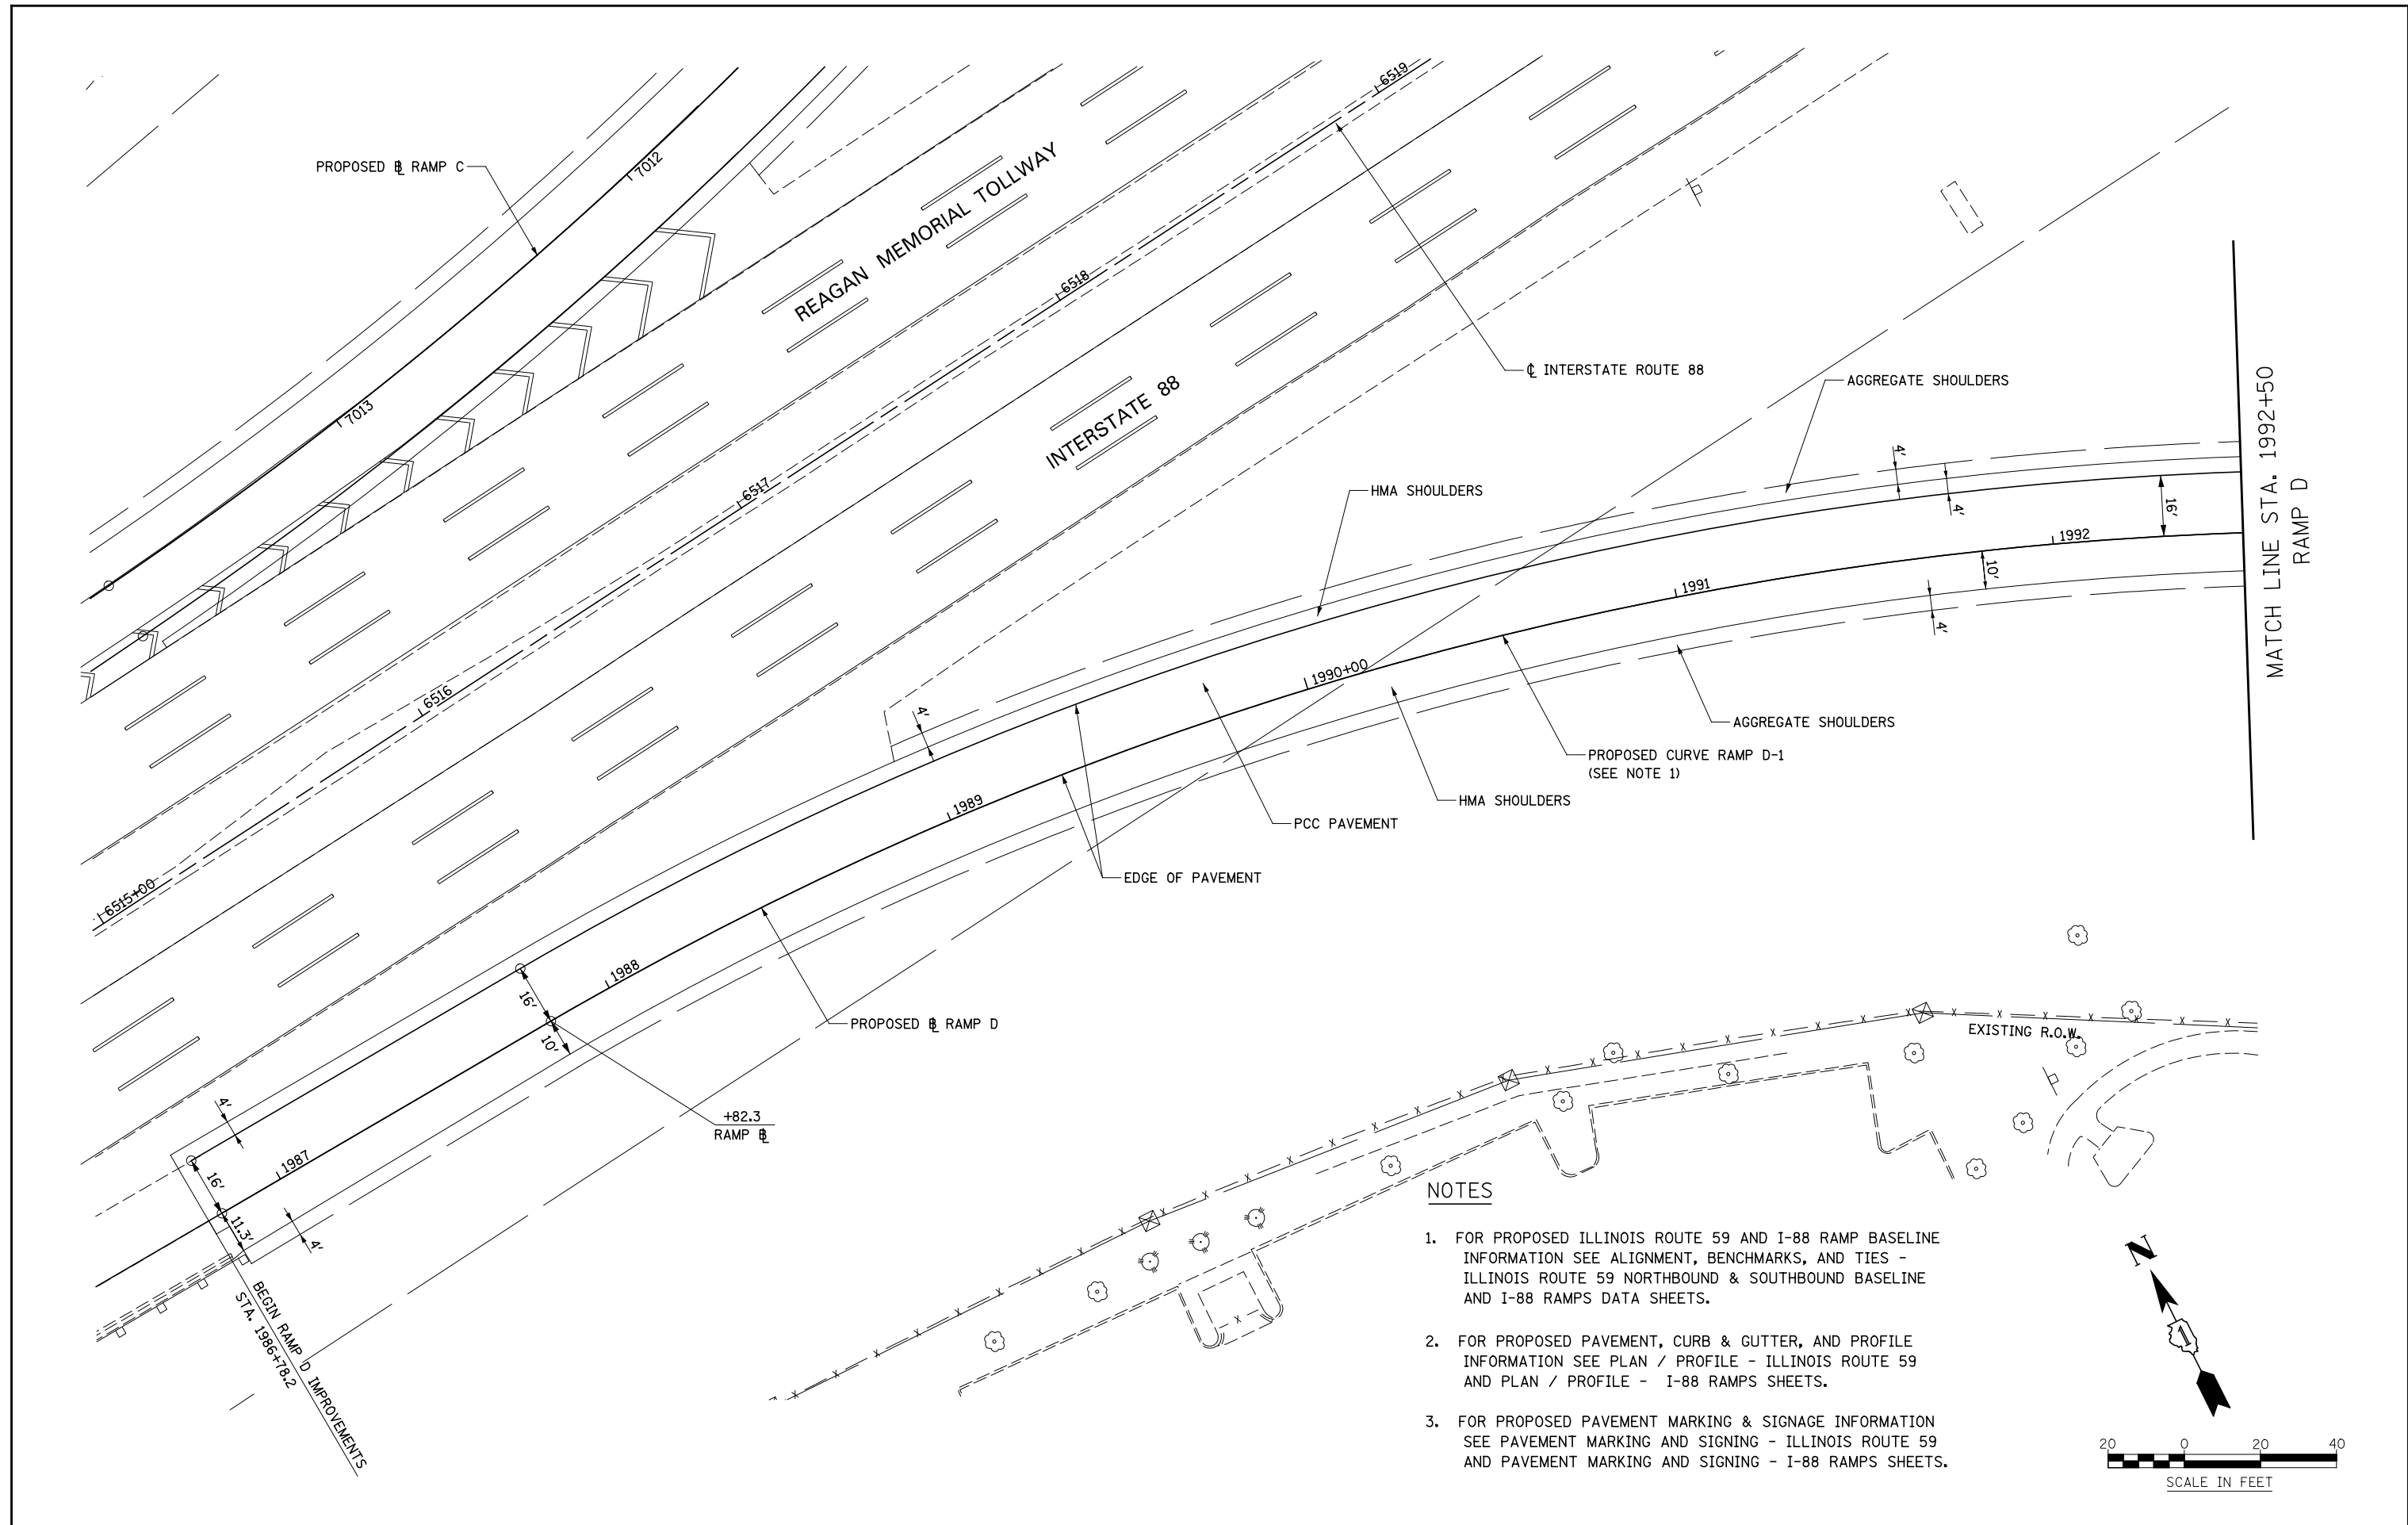 PROPOSED ℄ RAMP C
7012
7013
REAGAN MEMORIAL TOLLWAY
6519
6518
6517
6516
6515+00
INTERSTATE 88
℄ INTERSTATE ROUTE 88
AGGREGATE SHOULDERS
HMA SHOULDERS
4'
4'
16'
10'
4'
1992
1991
1990+00
1989
1988
1987
MATCH LINE STA. 1992+50
RAMP D
AGGREGATE SHOULDERS
PROPOSED CURVE RAMP D-1
(SEE NOTE 1)
HMA SHOULDERS
PCC PAVEMENT
EDGE OF PAVEMENT
4'
PROPOSED RAMP D
16'
10'
+82.3
RAMP
4'
16'
11.3'
4'
BEGIN RAMP D IMPROVEMENTS
STA. 1986+78.2
EXISTING R.O.W.
NOTES
1. FOR PROPOSED ILLINOIS ROUTE 59 AND I-88 RAMP BASELINE
INFORMATION SEE ALIGNMENT, BENCHMARKS, AND TIES -
ILLINOIS ROUTE 59 NORTHBOUND & SOUTHBOUND BASELINE
AND I-88 RAMPS DATA SHEETS.
2. FOR PROPOSED PAVEMENT, CURB & GUTTER, AND PROFILE
INFORMATION SEE PLAN / PROFILE - ILLINOIS ROUTE 59
AND PLAN / PROFILE - I-88 RAMPS SHEETS.
3. FOR PROPOSED PAVEMENT MARKING & SIGNAGE INFORMATION
SEE PAVEMENT MARKING AND SIGNING - ILLINOIS ROUTE 59
AND PAVEMENT MARKING AND SIGNING - I-88 RAMPS SHEETS.
N
1
20 0 20 40
SCALE IN FEET